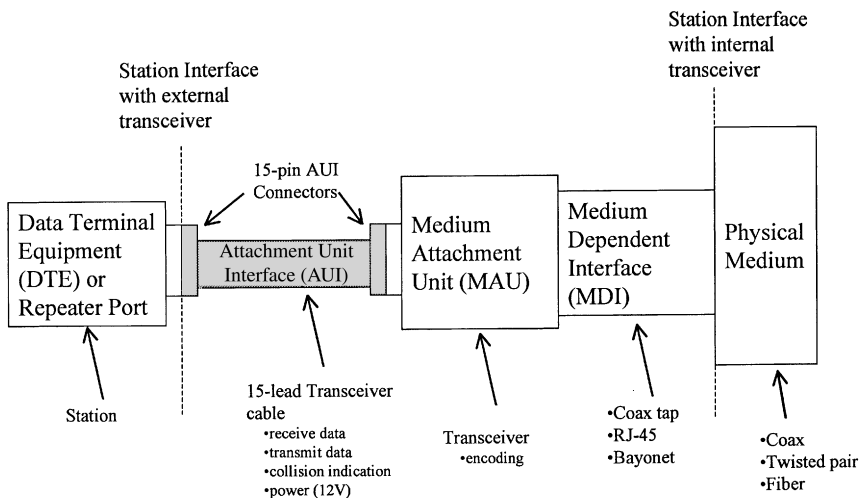 Station Interface
with internal
transceiver
Station Interface
with external
transceiver
15-pin AUI
Connectors
Data Terminal
Equipment
(DTE) or
Repeater Port
Attachment Unit
Interface (AUI)
Medium
Attachment
Unit (MAU)
Medium
Dependent
Interface
(MDI)
Physical
Medium
Station
15-lead Transceiver
cable
•receive data
•transmit data
•collision indication
•power (12V)
Transceiver
•encoding
•Coax tap
•RJ-45
•Bayonet
•Coax
•Twisted pair
•Fiber